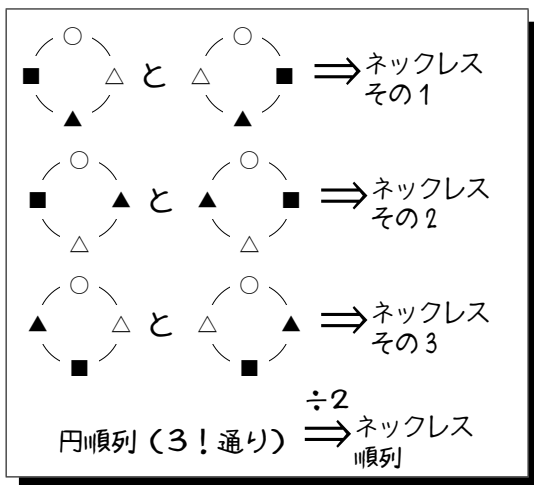 と ⇒ ネックレス
その1
と ⇒ ネックレス
その2
と ⇒ ネックレス
その3
÷2
円順列(3!通り) ⇒ ネックレス
順列